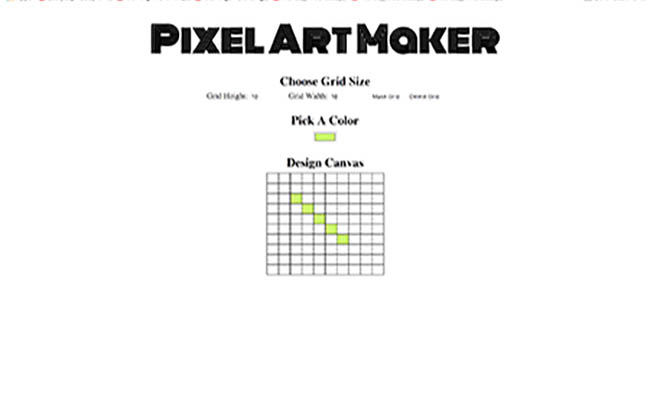 PIXEL ART MAKER
Choose Grid Size
Grid Height: 10 Grid Width: 10 Make Grid Delete Grid
Pick A Color
Design Canvas